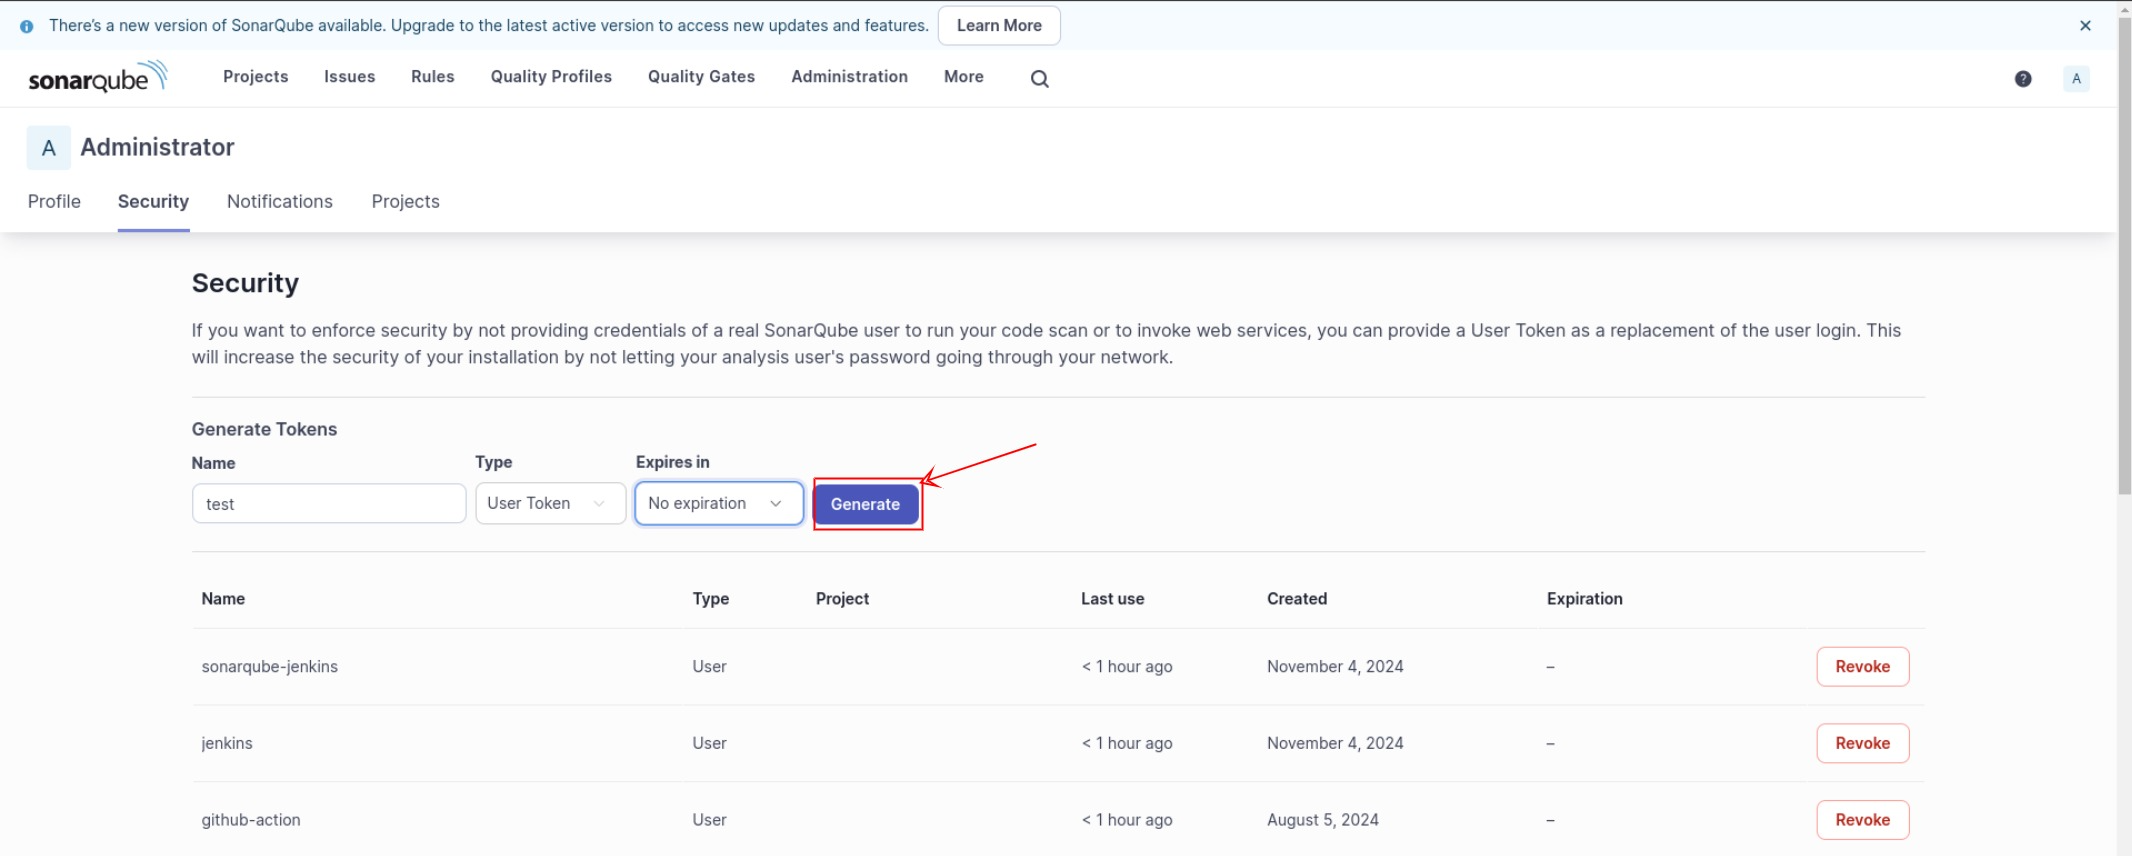 There's a new version of SonarQube available. Upgrade to the latest active version to access new updates and features. Learn More
sonarqube Projects Issues Rules Quality Profiles Quality Gates Administration More ? A
A Administrator
Profile Security Notifications Projects
Security
If you want to enforce security by not providing credentials of a real SonarQube user to run your code scan or to invoke web services, you can provide a User Token as a replacement of the user login. This
will increase the security of your installation by not letting your analysis user's password going through your network.
Generate Tokens
Name Type Expires in
test User Token No expiration Generate
Name Type Project Last use Created Expiration
sonarqube-jenkins User < 1 hour ago November 4, 2024 – Revoke
jenkins User < 1 hour ago November 4, 2024 – Revoke
github-action User < 1 hour ago August 5, 2024 – Revoke